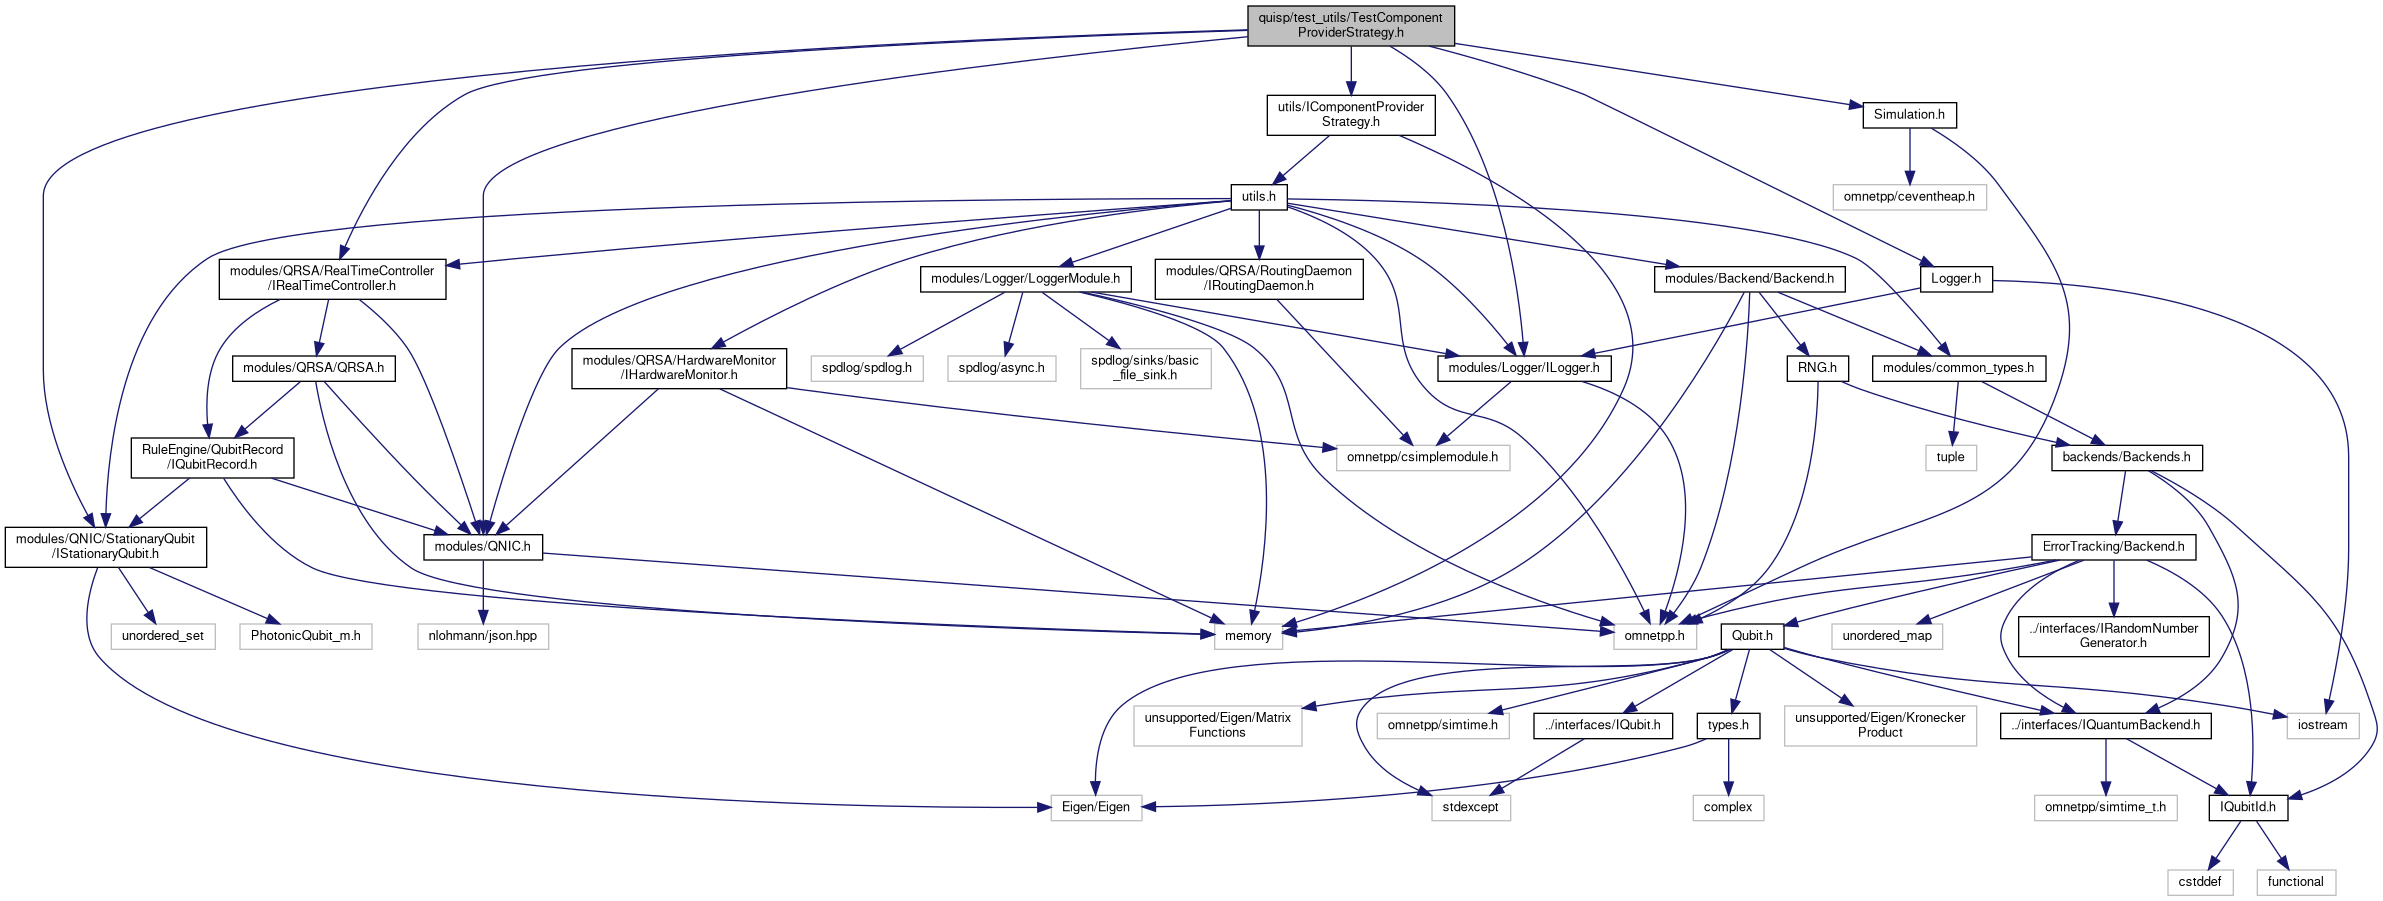 quisp/test_utils/TestComponent
ProviderStrategy.h
utils/IComponentProvider
Strategy.h
Simulation.h
utils.h
omnetpp/ceventheap.h
modules/QRSA/RealTimeController
/IRealTimeController.h
modules/Logger/LoggerModule.h
modules/QRSA/RoutingDaemon
/IRoutingDaemon.h
modules/Backend/Backend.h
Logger.h
modules/QRSA/QRSA.h
modules/QRSA/HardwareMonitor
/IHardwareMonitor.h
spdlog/spdlog.h
spdlog/async.h
spdlog/sinks/basic
_file_sink.h
modules/Logger/ILogger.h
RNG.h
modules/common_types.h
RuleEngine/QubitRecord
/IQubitRecord.h
omnetpp/csimplemodule.h
tuple
backends/Backends.h
modules/QNIC/StationaryQubit
/IStationaryQubit.h
modules/QNIC.h
ErrorTracking/Backend.h
unordered_set
PhotonicQubit_m.h
nlohmann/json.hpp
memory
omnetpp.h
Qubit.h
unordered_map
../interfaces/IRandomNumber
Generator.h
unsupported/Eigen/Matrix
Functions
omnetpp/simtime.h
../interfaces/IQubit.h
types.h
unsupported/Eigen/Kronecker
Product
../interfaces/IQuantumBackend.h
iostream
Eigen/Eigen
stdexcept
complex
omnetpp/simtime_t.h
IQubitId.h
cstddef
functional